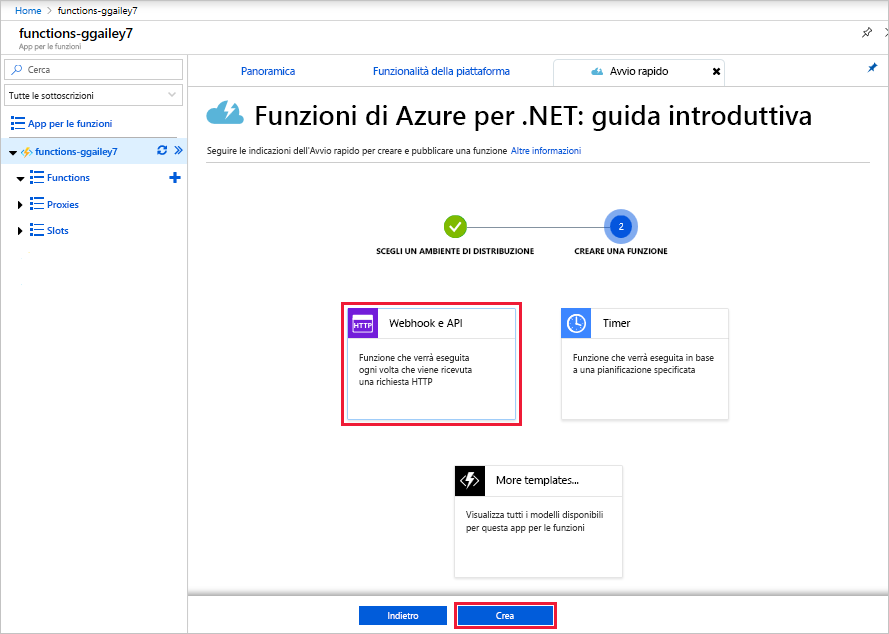 Home > functions-ggailey7
functions-ggailey7
App per le funzioni
Cerca
Tutte le sottoscrizioni
App per le funzioni
functions-ggailey7
Functions
Proxies
Slots
Panoramica
Funzionalità della piattaforma
Avvio rapido
Funzioni di Azure per .NET: guida introduttiva
Seguire le indicazioni dell'Avvio rapido per creare e pubblicare una funzione Altre informazioni
2
SCEGLI UN AMBIENTE DI DISTRIBUZIONE
CREARE UNA FUNZIONE
HTTP
Webhook e API
Funzione che verrà eseguita
ogni volta che viene ricevuta
una richiesta HTTP
Timer
Funzione che verrà eseguita in base
a una pianificazione specificata
More templates...
Visualizza tutti i modelli disponibili
per questa app per le funzioni
Indietro
Crea